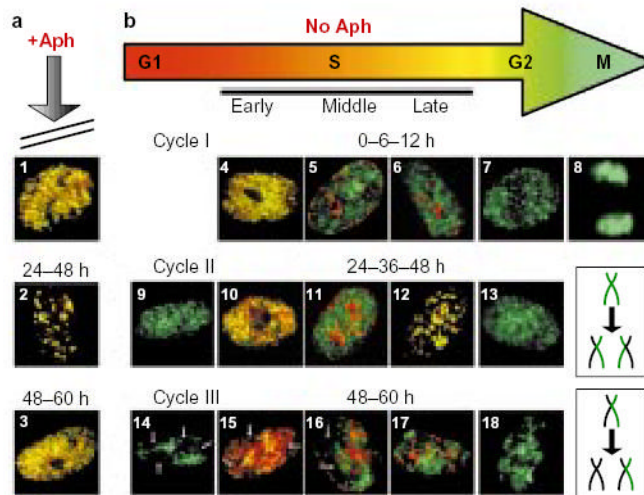 a
b
+Aph
No Aph
G1
S
G2
M
Early
Middle
Late
Cycle I
0–6–12 h
1
4
5
6
7
8
24–48 h
Cycle II
24–36–48 h
2
9
10
11
12
13
48–60 h
Cycle III
48–60 h
3
14
15
16
17
18